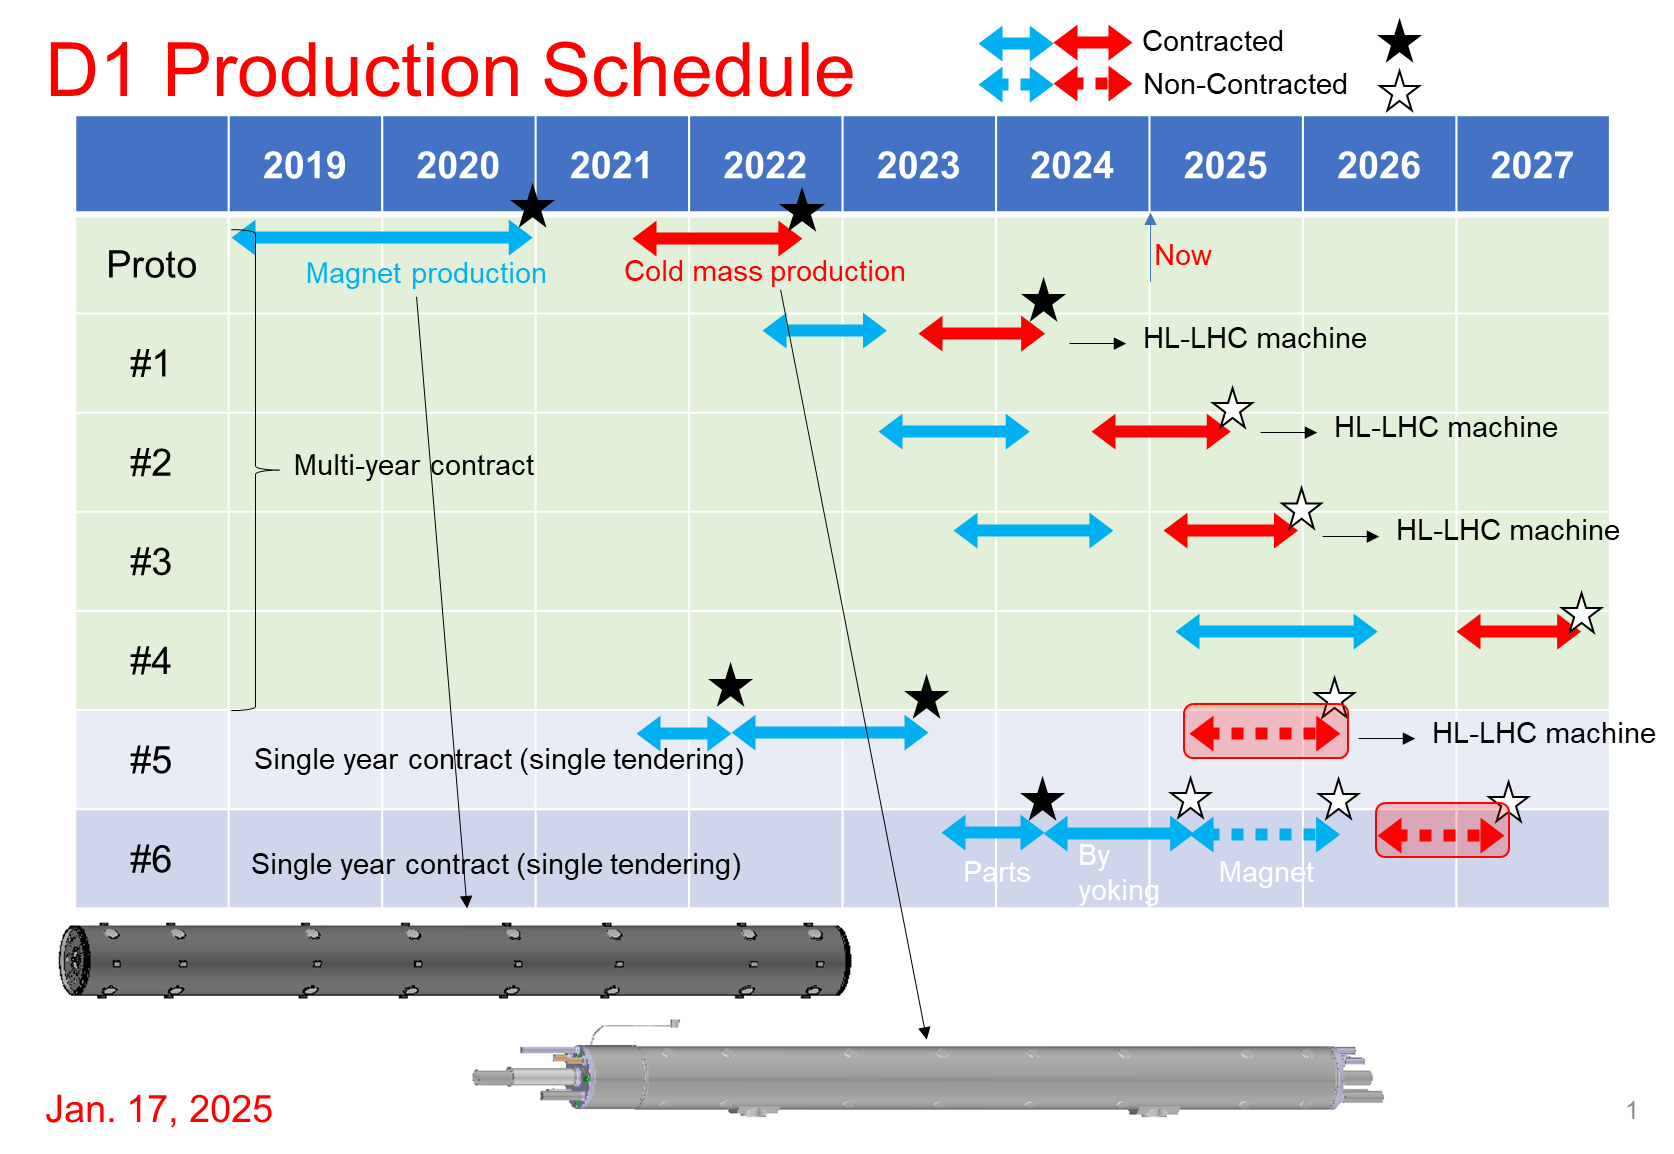 D1 Production Schedule
Contracted
Non-Contracted
2019 2020 2021 2022 2023 2024 2025 2026 2027
Proto
Magnet production
Cold mass production
Now
#1
HL-LHC machine
#2
HL-LHC machine
Multi-year contract
#3
HL-LHC machine
#4
#5
Single year contract (single tendering)
HL-LHC machine
#6
Single year contract (single tendering)
Parts
By
yoking
Magnet
Jan. 17, 2025
1